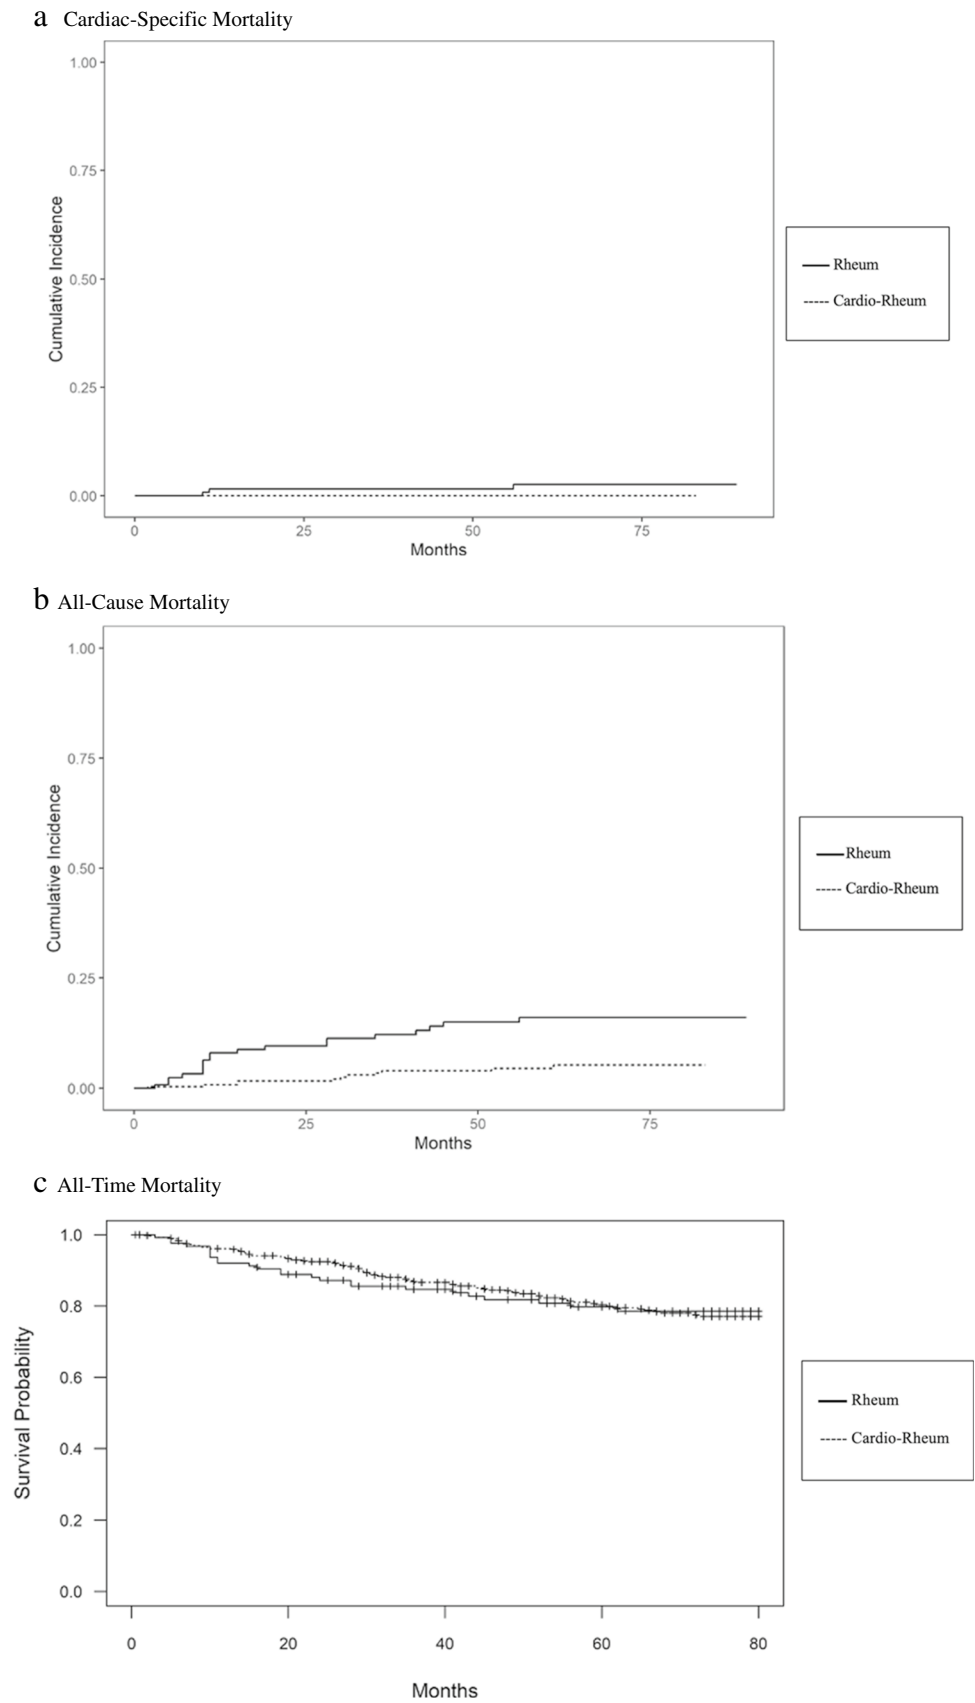 a Cardiac-Specific Mortality
1.00
0.75
0.50
0.25
0.00
Cumulative Incidence
0 25 50 75
Months
Rheum
Cardio-Rheum
b All-Cause Mortality
1.00
0.75
0.50
0.25
0.00
Cumulative Incidence
0 25 50 75
Months
Rheum
Cardio-Rheum
c All-Time Mortality
1.0
0.8
0.6
0.4
0.2
0.0
Survival Probability
0 20 40 60 80
Months
Rheum
Cardio-Rheum